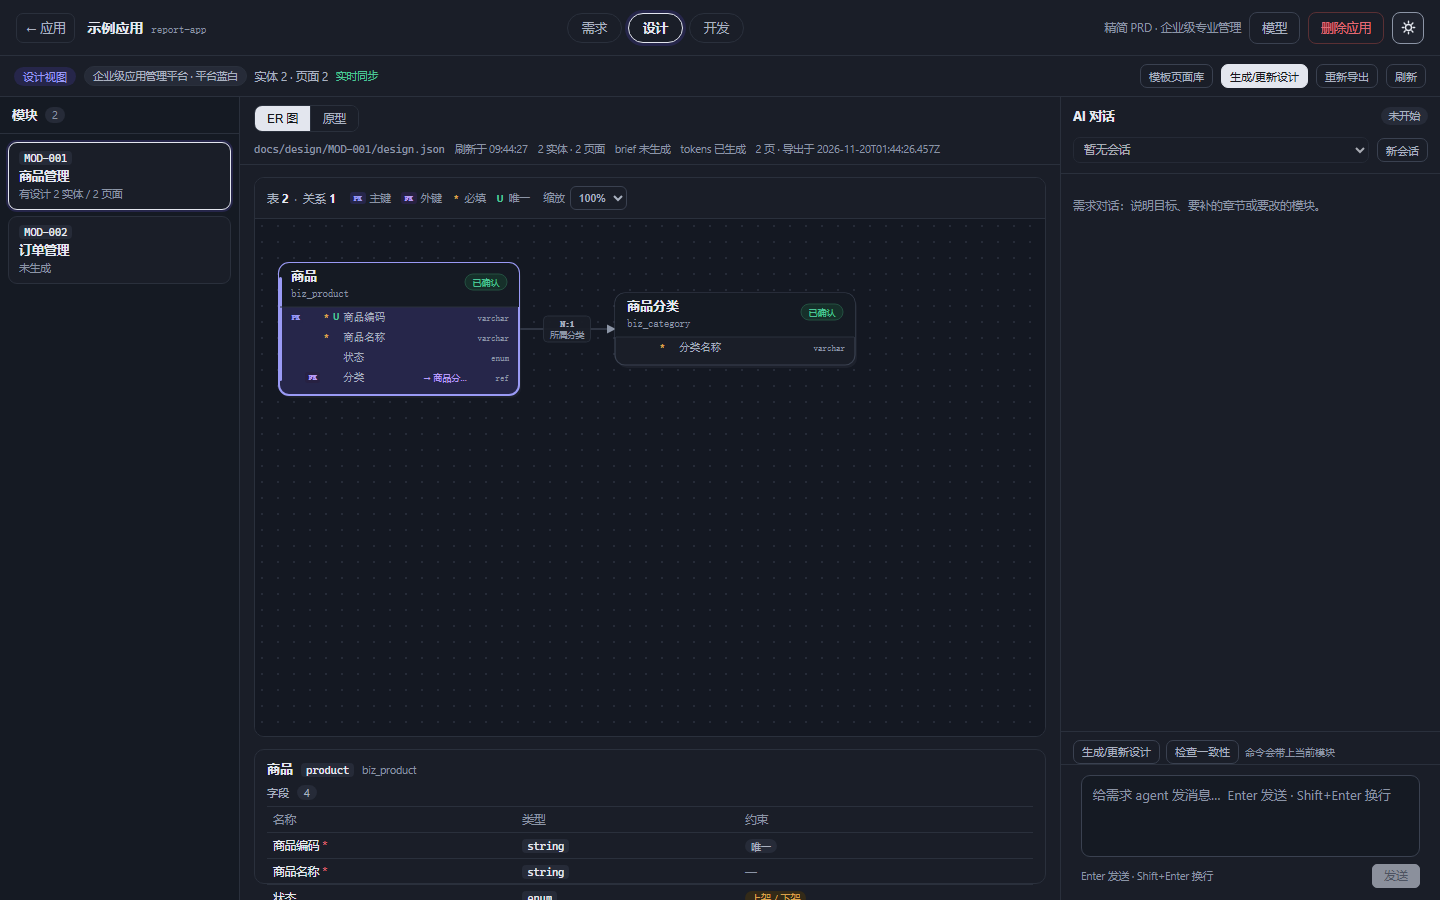 ← 应用
示例应用 report-app
需求
设计
开发
精简 PRD · 企业级专业管理
模型
删除应用
设计视图
企业级应用管理平台 · 平台蓝白
实体 2 · 页面 2 实时同步
模板页面库
生成/更新设计
重新导出
刷新
模块 2
MOD-001
商品管理
有设计 2 实体 / 2 页面
MOD-002
订单管理
未生成
ER 图
原型
docs/design/MOD-001/design.json 刷新于 09:44:27 2 实体 · 2 页面 brief 未生成 tokens 已生成 2 页 · 导出于 2026-11-20T01:44:26.457Z
表 2 · 关系 1 PK 主键 FK 外键 * 必填 U 唯一 缩放 100%
商品
biz_product
已确认
PK * U 商品编码 varchar
* 商品名称 varchar
状态 enum
FK 分类 → 商品分… ref
N:1
所属分类
商品分类
biz_category
已确认
* 分类名称 varchar
商品 product biz_product
字段 4
名称 类型 约束
商品编码 * string 唯一
商品名称 * string —
状态 enum 上架 / 下架
AI 对话
未开始
暂无会话
新会话
需求对话：说明目标、要补的章节或要改的模块。
生成/更新设计
检查一致性
命令会带上当前模块
给需求 agent 发消息… Enter 发送 · Shift+Enter 换行
Enter 发送 · Shift+Enter 换行
发送